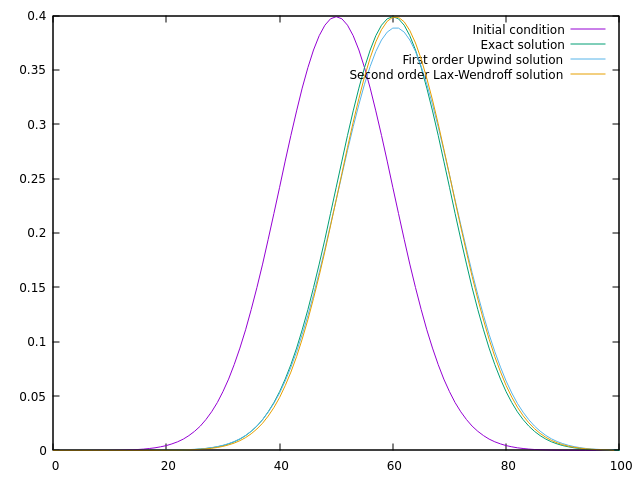 0.4
0.35
0.3
0.25
0.2
0.15
0.1
0.05
0
0 20 40 60 80 100
Initial condition
Exact solution
First order Upwind solution
Second order Lax-Wendroff solution